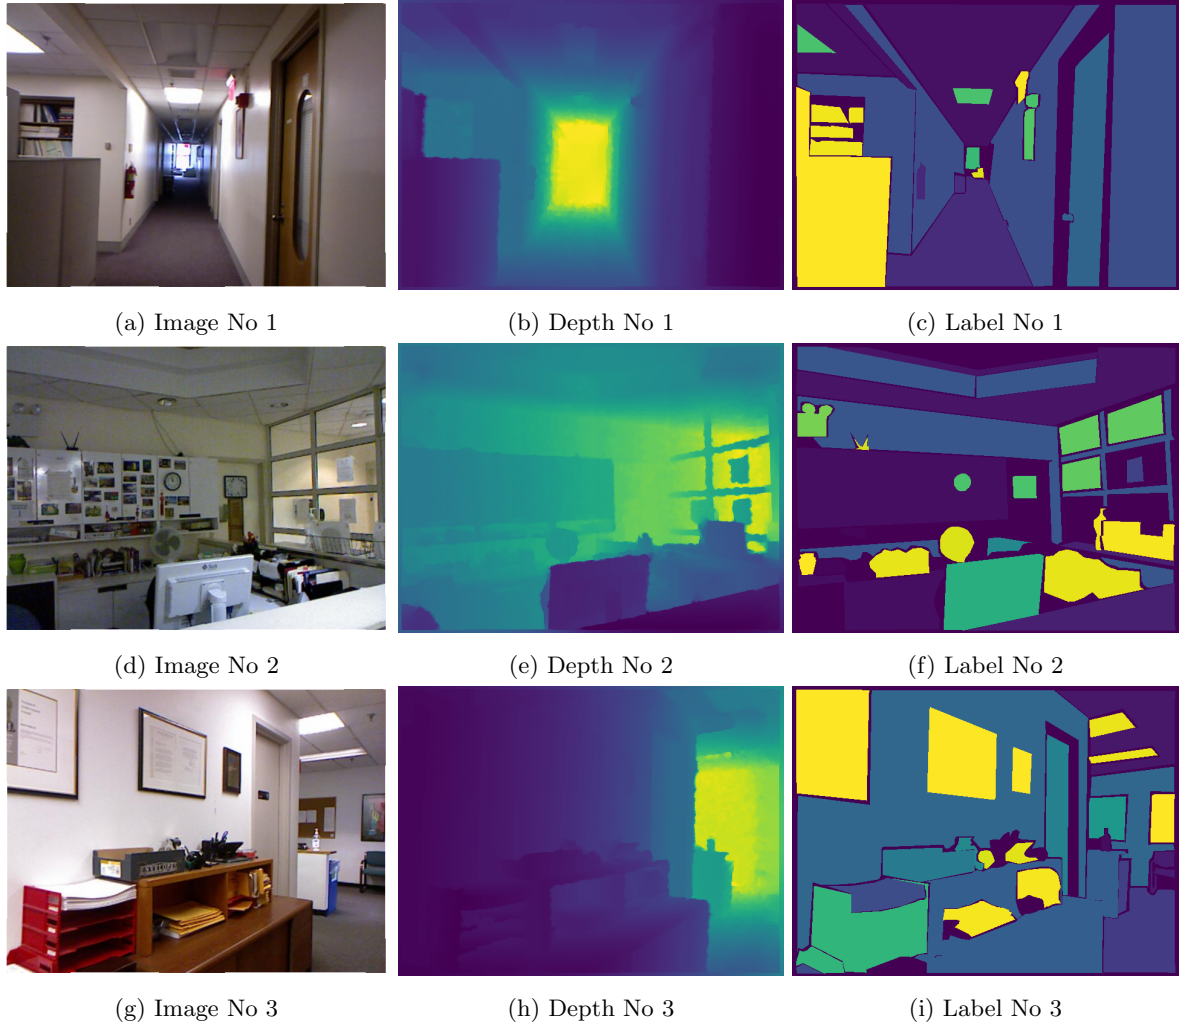 (a) Image No 1
(b) Depth No 1
(c) Label No 1
(d) Image No 2
(e) Depth No 2
(f) Label No 2
(g) Image No 3
(h) Depth No 3
(i) Label No 3